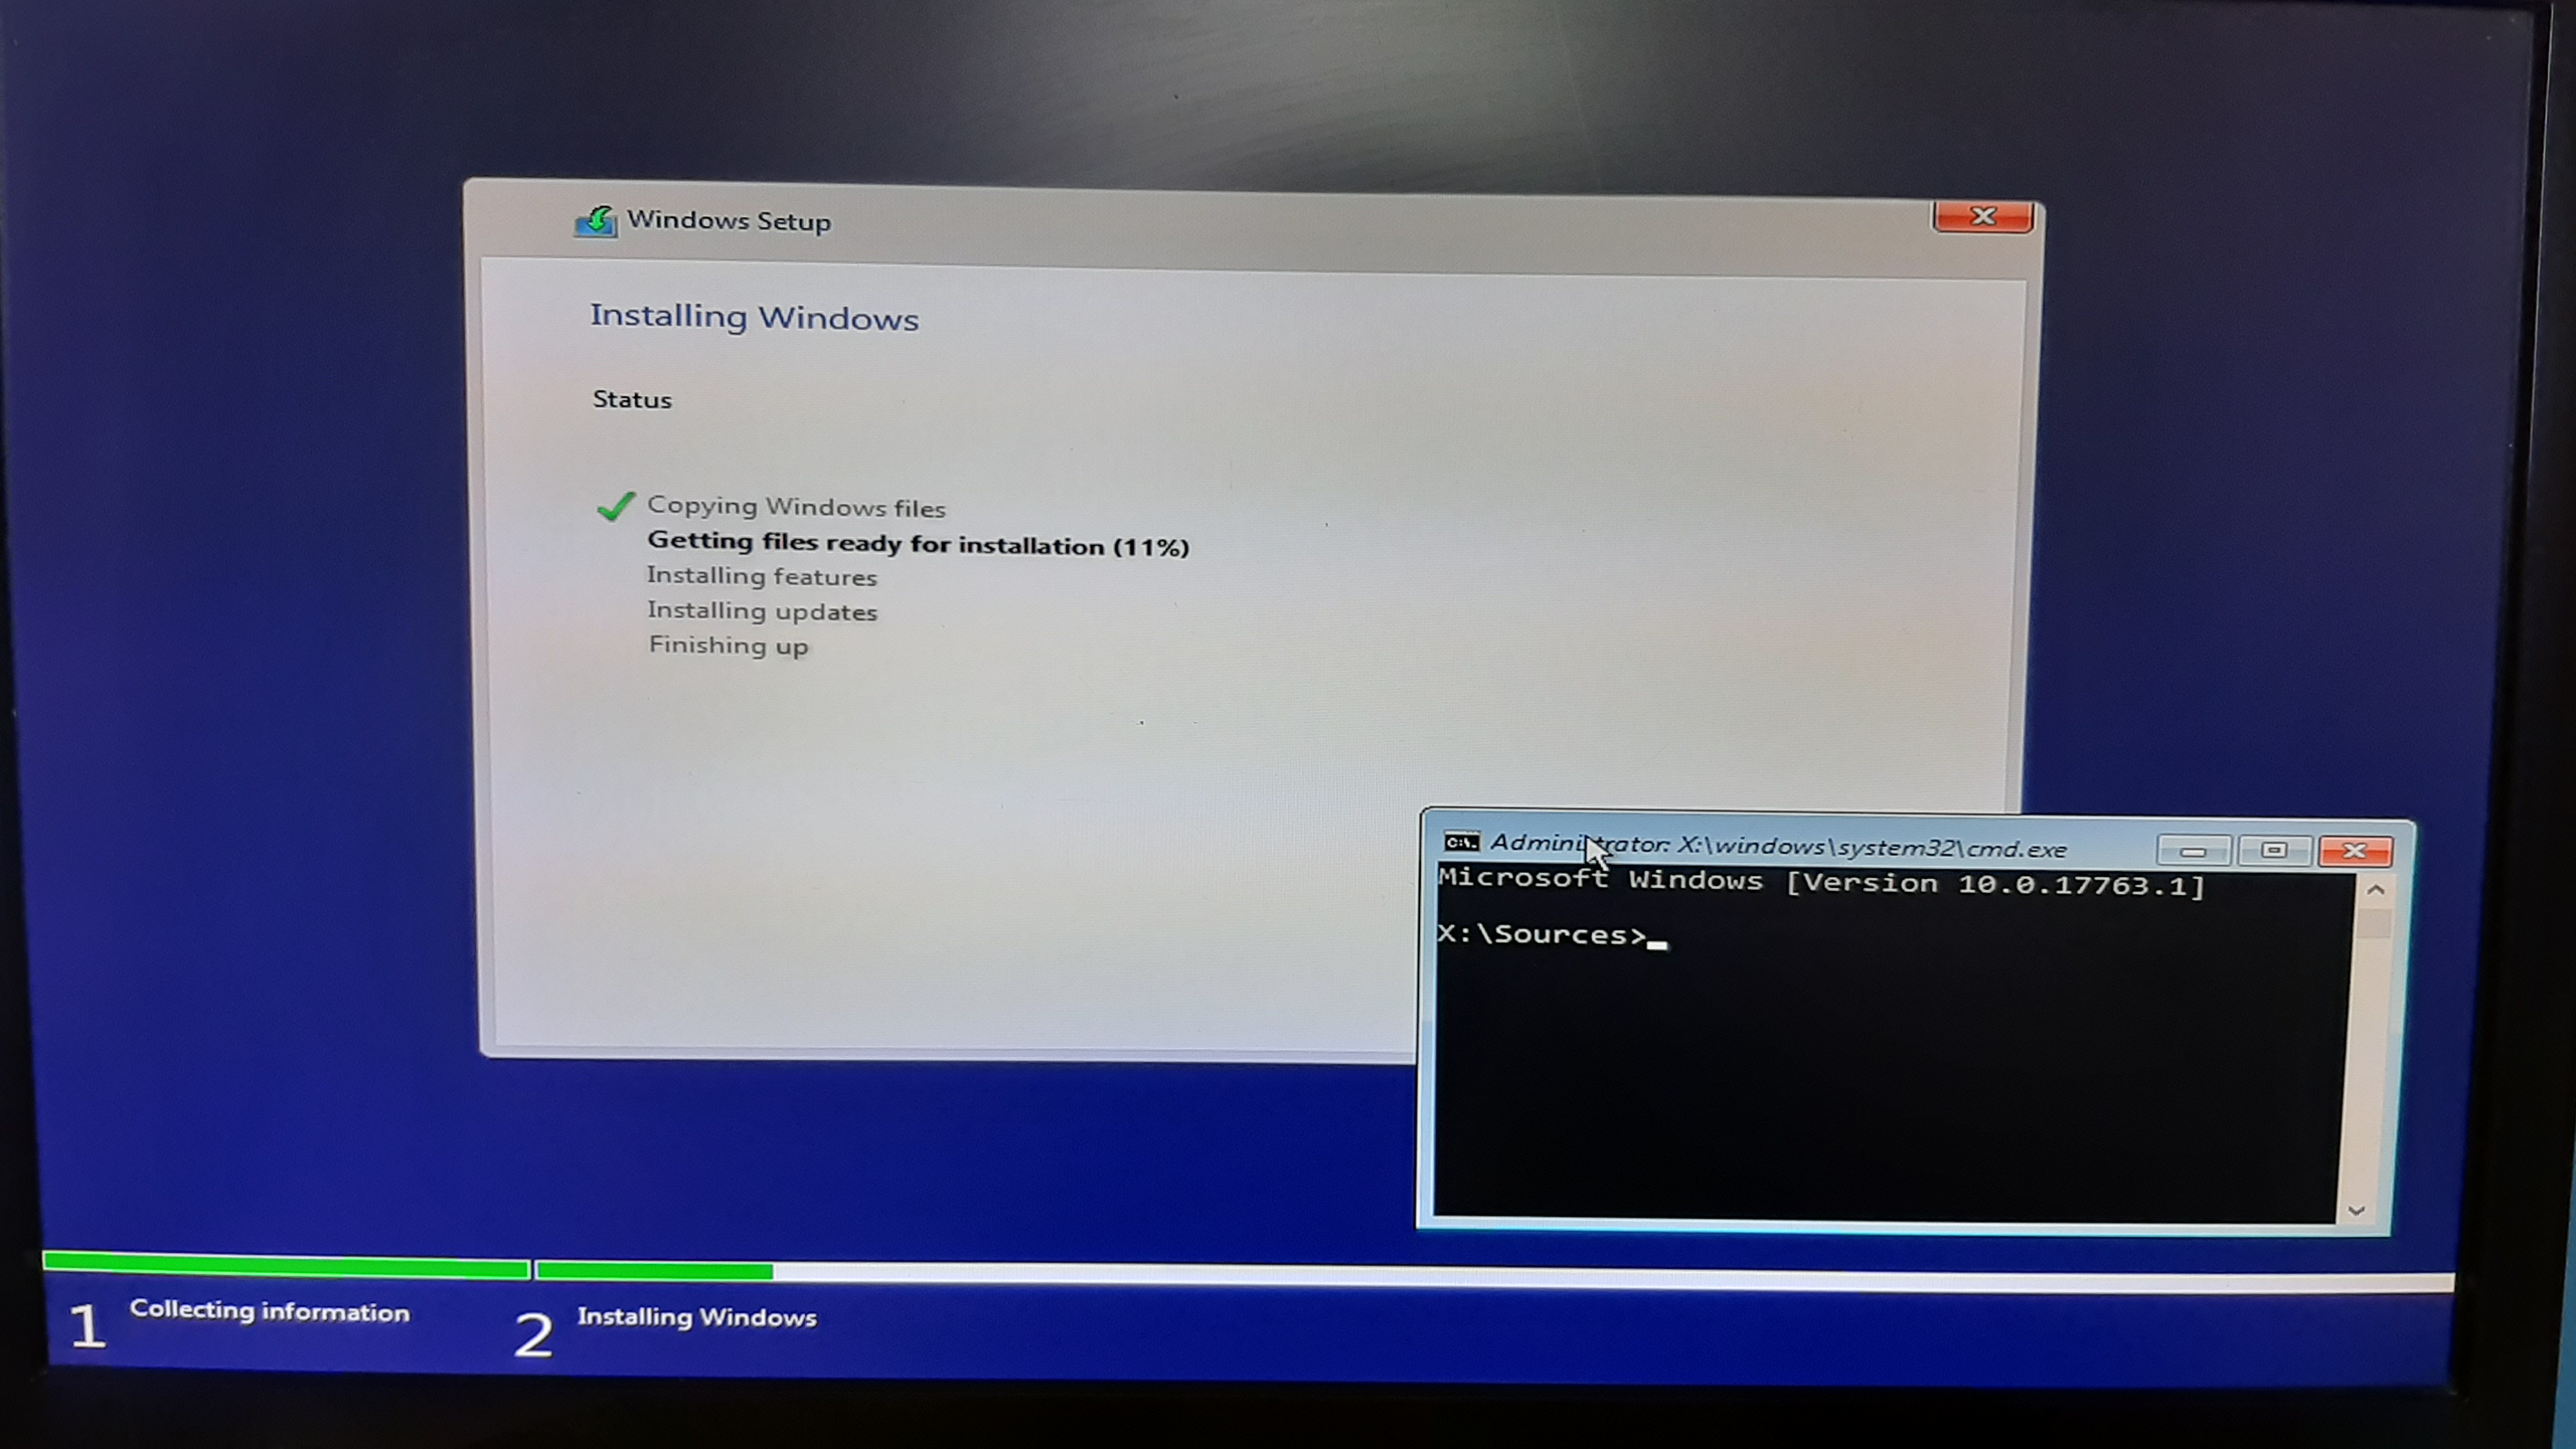 Windows Setup
Installing Windows
Status
Copying Windows files
Getting files ready for installation (11%)
Installing features
Installing updates
Finishing up
C:\.
Administrator: X:\windows\system32\cmd.exe
Microsoft Windows [Version 10.0.17763.1]
X:\Sources>_
1 Collecting information
2 Installing Windows